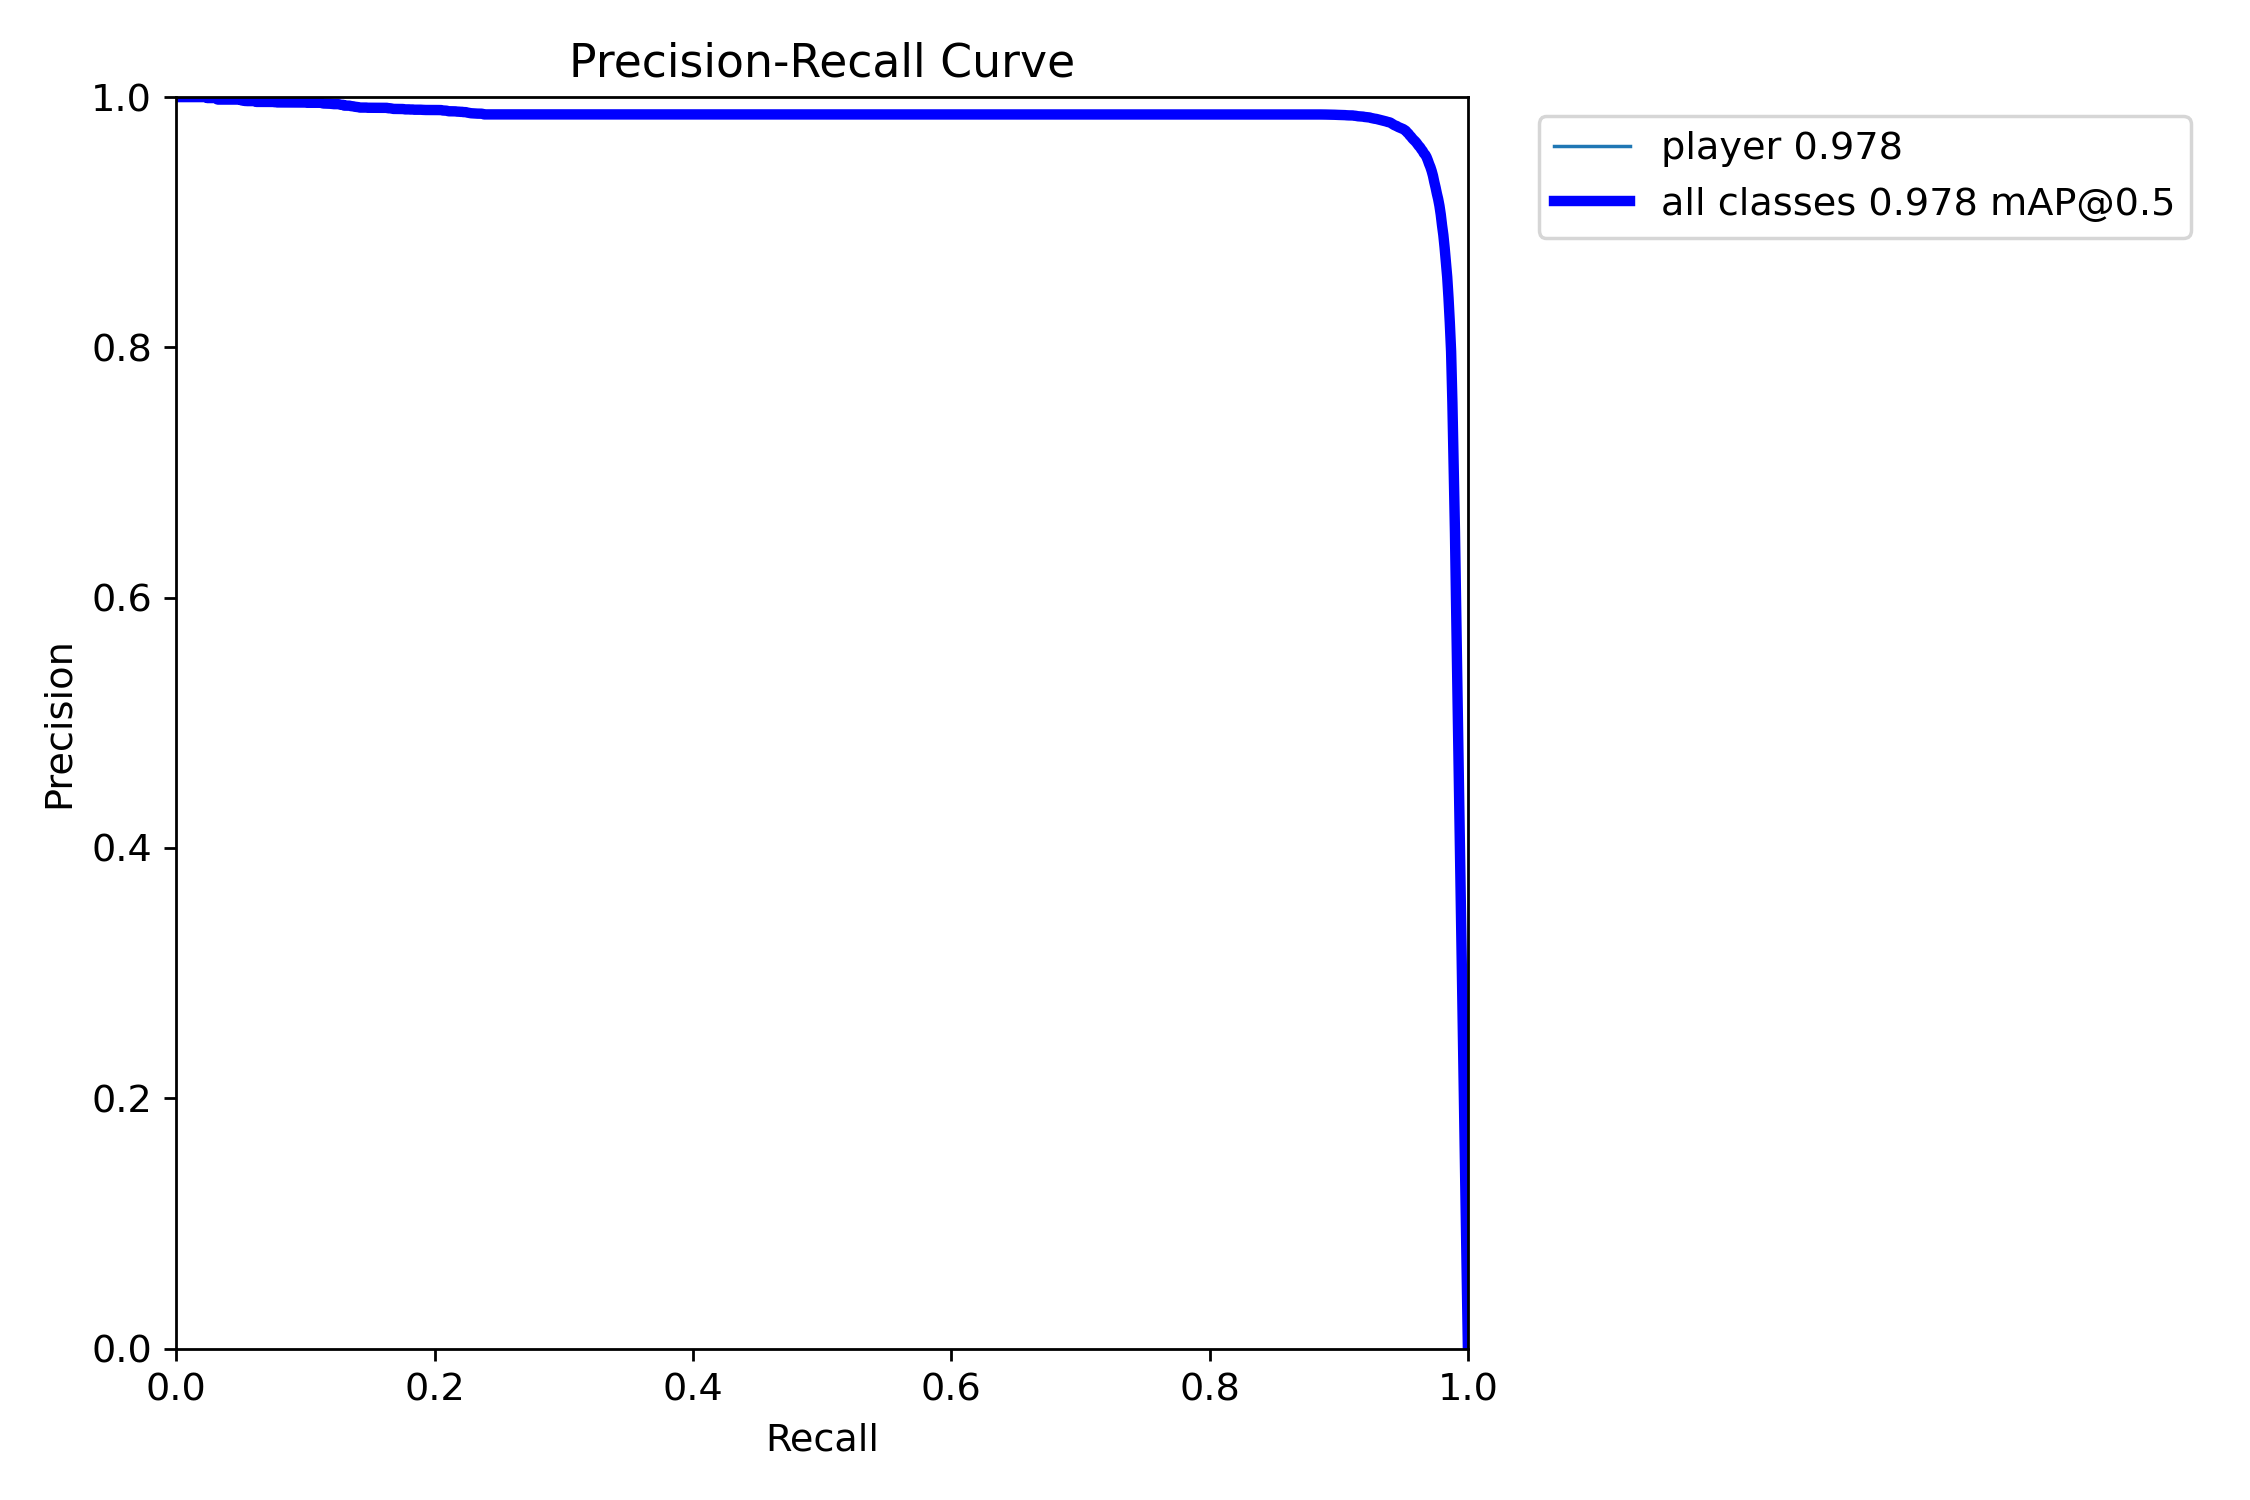 Precision-Recall Curve
player 0.978
all classes 0.978 mAP@0.5
1.0
0.8
0.6
0.4
0.2
0.0
Precision
0.0 0.2 0.4 0.6 0.8 1.0
Recall